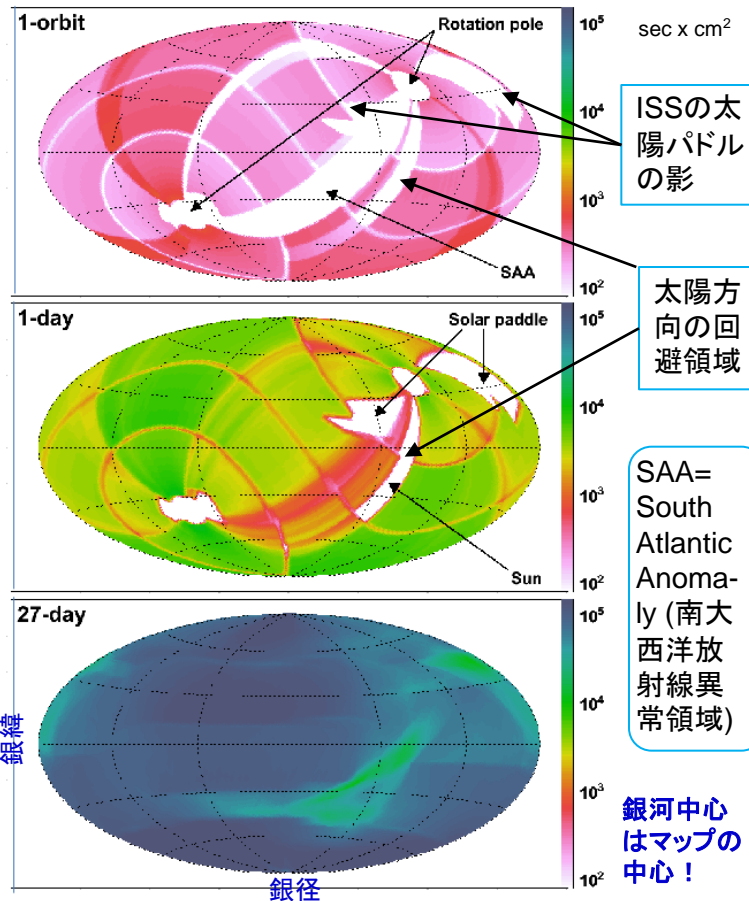 1-orbit
Rotation pole
SAA
10⁵
10⁴
10³
10²
sec x cm²
ISSの太
陽パドル
の影
1-day
Solar paddle
Sun
10⁵
10⁴
10³
10²
太陽方
向の回
避領域
SAA=
South
Atlantic
Anoma-
ly (南大
西洋放
射線異
常領域)
27-day
10⁵
10⁴
10³
10²
銀緯
銀径
銀河中心
はマップの
中心！